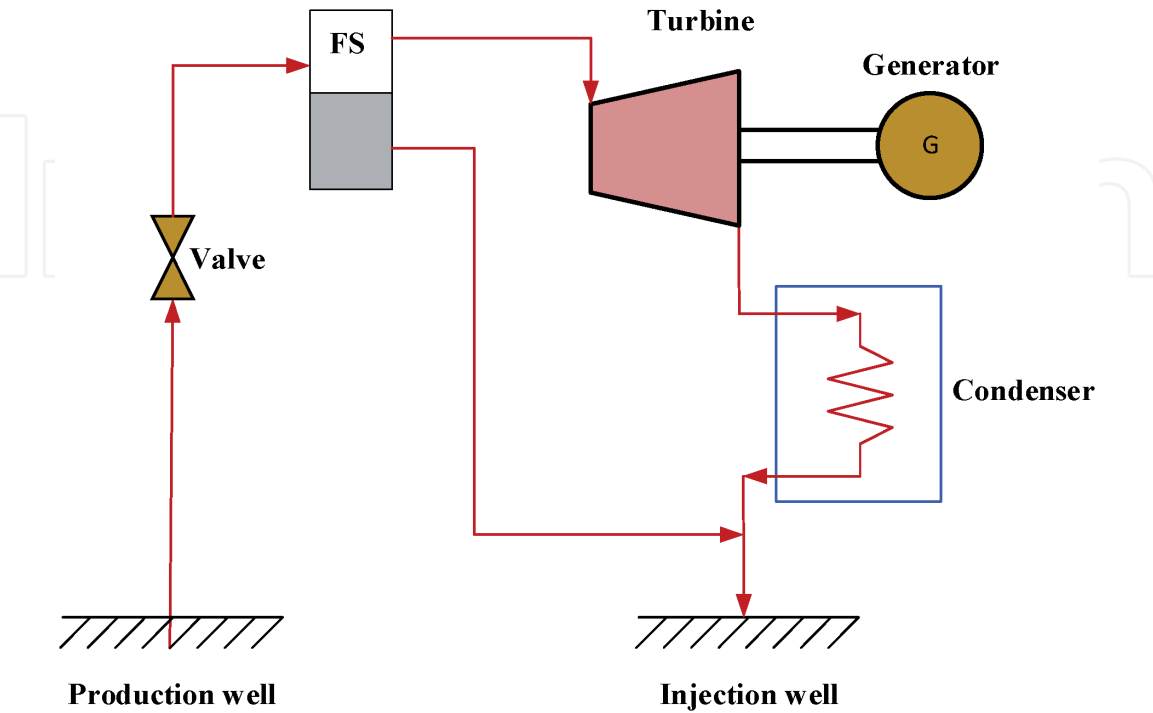 Turbine
FS
Generator
G
Valve
Condenser
Production well
Injection well